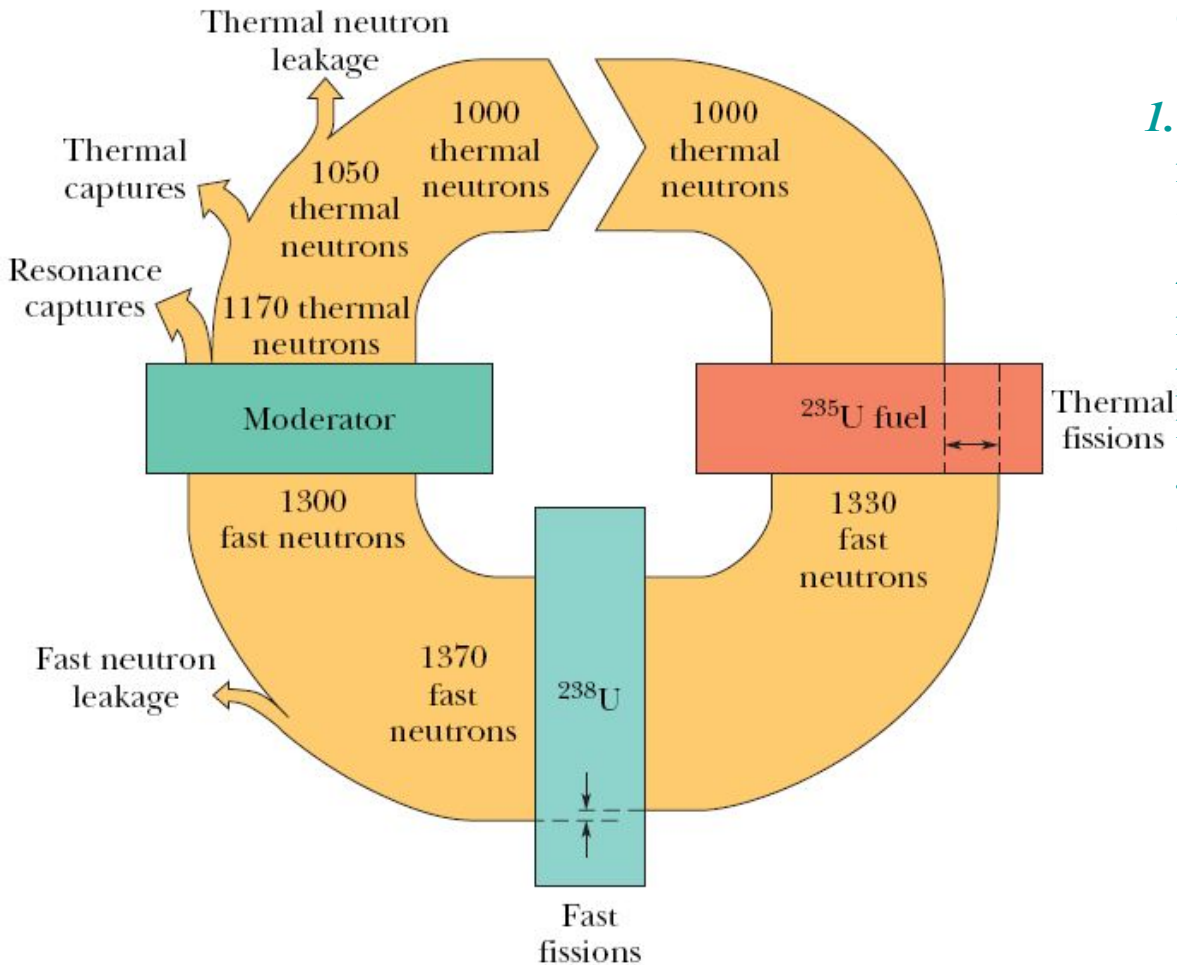 Thermal neutron
leakage
1000
thermal
neutrons
1000
thermal
neutrons
1.
Thermal
captures
1050
thermal
neutrons
Resonance
captures
1170 thermal
neutrons
Moderator
²³⁵U fuel
Thermal
fissions
1300
fast neutrons
1330
fast
neutrons
Fast neutron
leakage
1370
fast
neutrons
²³⁸U
Fast
fissions